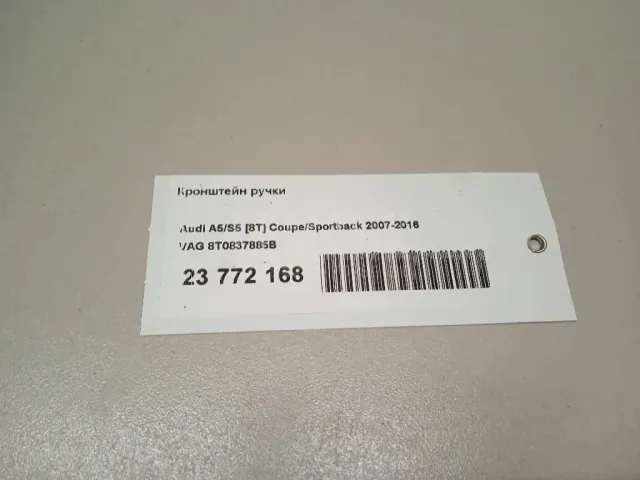 Кронштейн ручки
Audi A5/S5 [8T] Coupe/Sportback 2007-2016
VAG 8T0837885B
23 772 168